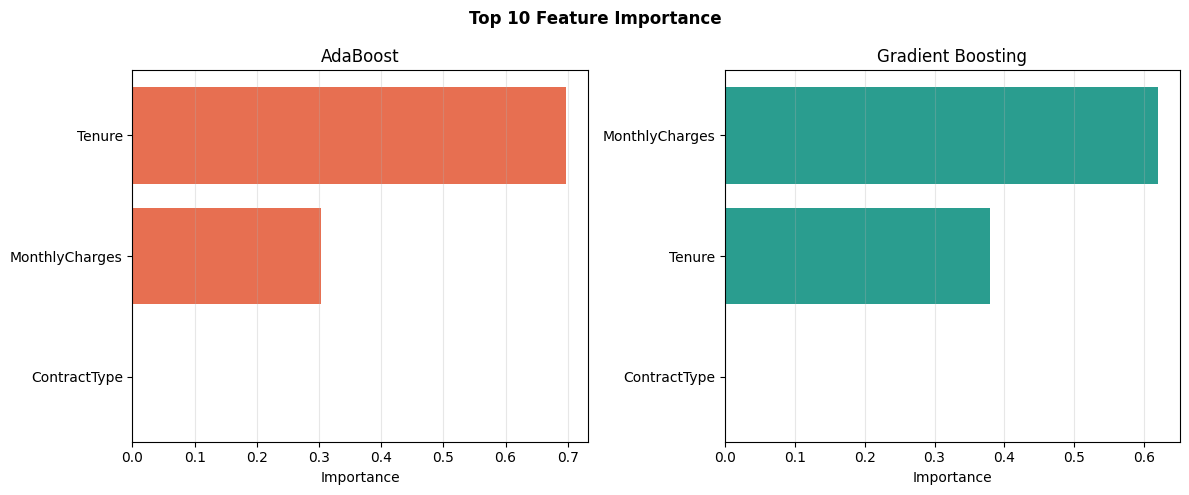 Top 10 Feature Importance
AdaBoost
Tenure
MonthlyCharges
ContractType
0.0 0.1 0.2 0.3 0.4 0.5 0.6 0.7
Importance
Gradient Boosting
MonthlyCharges
Tenure
ContractType
0.0 0.1 0.2 0.3 0.4 0.5 0.6
Importance